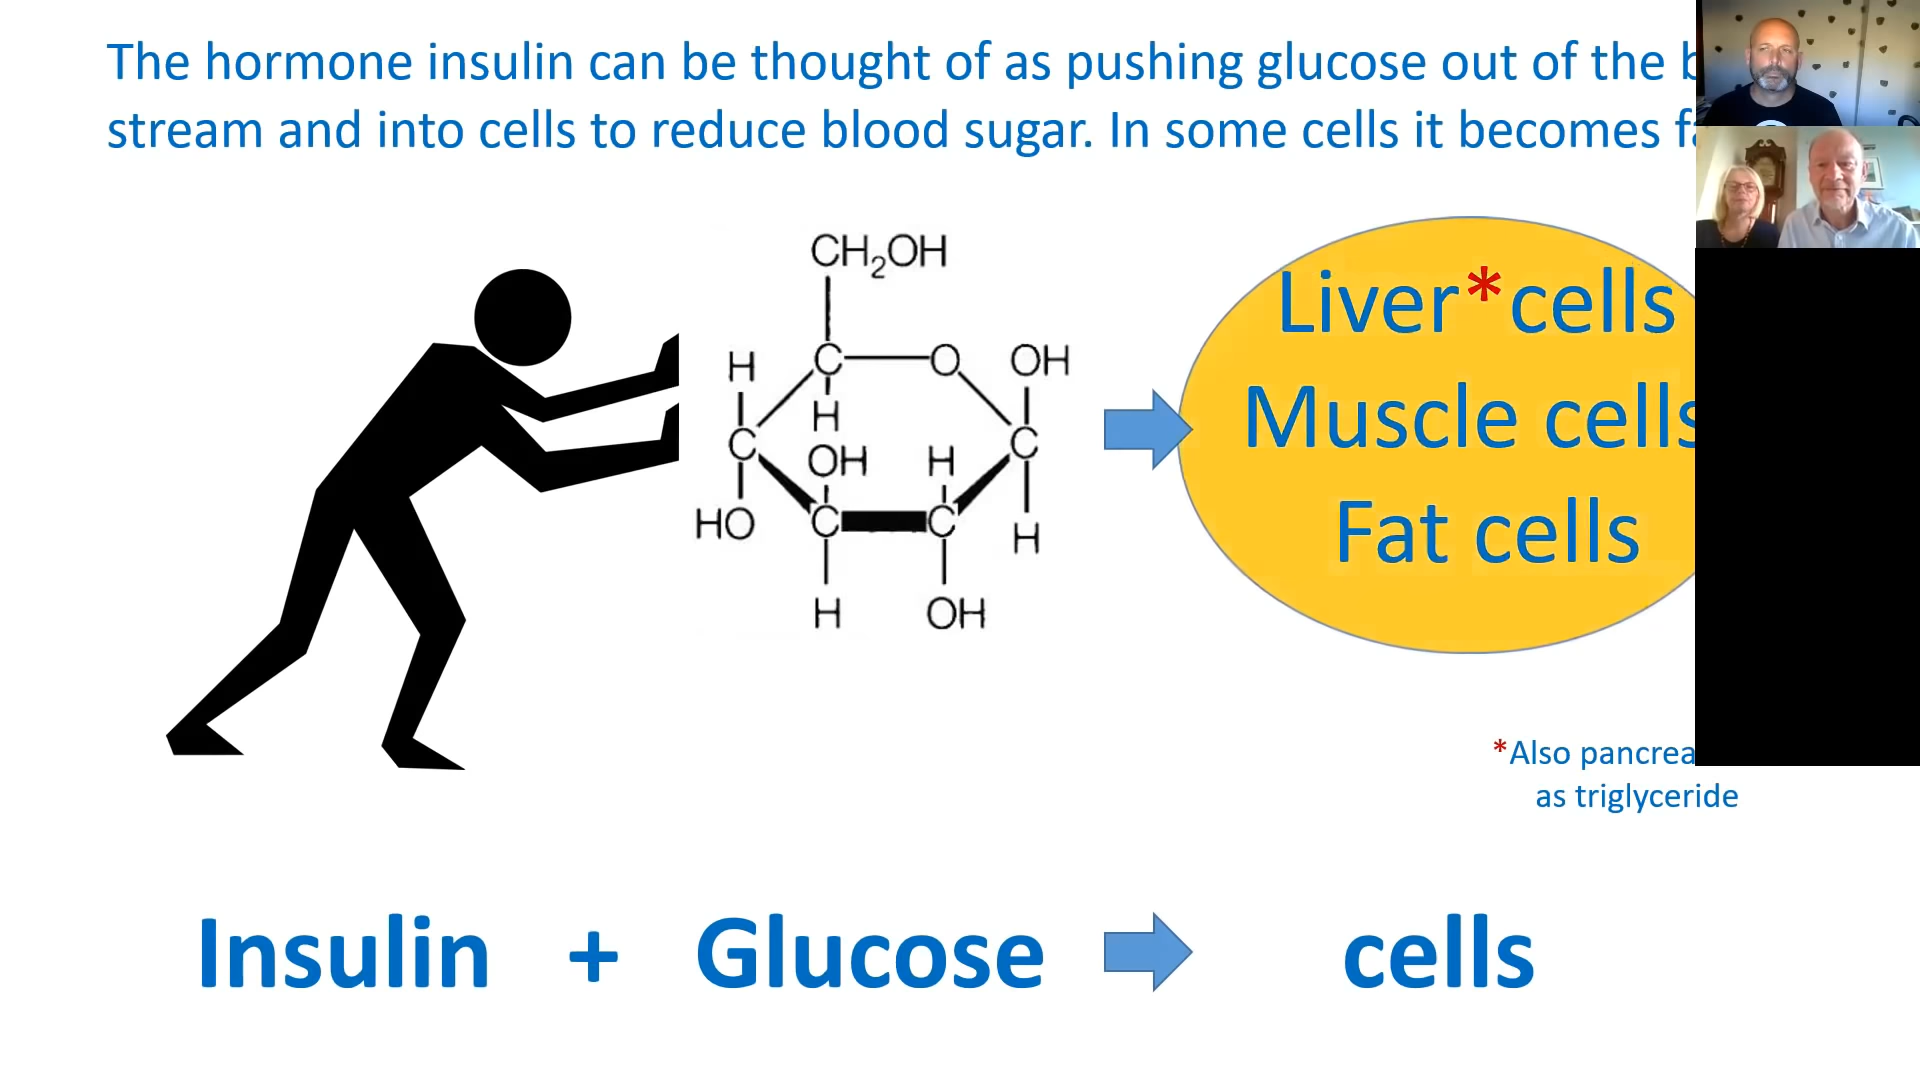 The hormone insulin can be thought of as pushing glucose out of the
stream and into cells to reduce blood sugar. In some cells it becomes
CH₂OH
H
C
O
OH
H
C
OH
H
C
HO
C
C
H
H
OH
Liver*cells
Muscle cells
Fat cells
*Also
as triglyceride
Insulin + Glucose cells